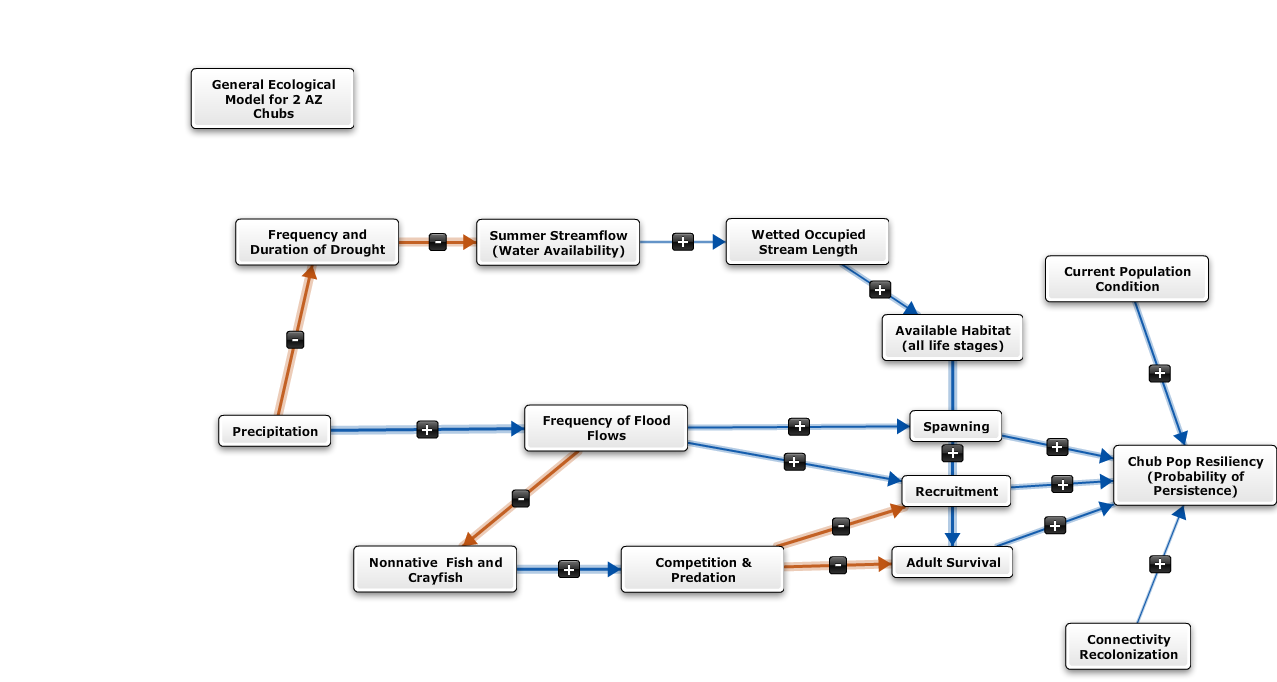 General Ecological
Model for 2 AZ
Chubs
Frequency and
Duration of Drought
-
Summer Streamflow
(Water Availability)
+
Wetted Occupied
Stream Length
+
Current Population
Condition
Available Habitat
(all life stages)
-
+
Precipitation
+
Frequency of Flood
Flows
+
Spawning
+
+
+
Chub Pop Resiliency
(Probability of
Persistence)
+
Recruitment
+
-
-
+
Nonnative  Fish and
Crayfish
+
Competition &
Predation
-
Adult Survival
+
Connectivity
Recolonization